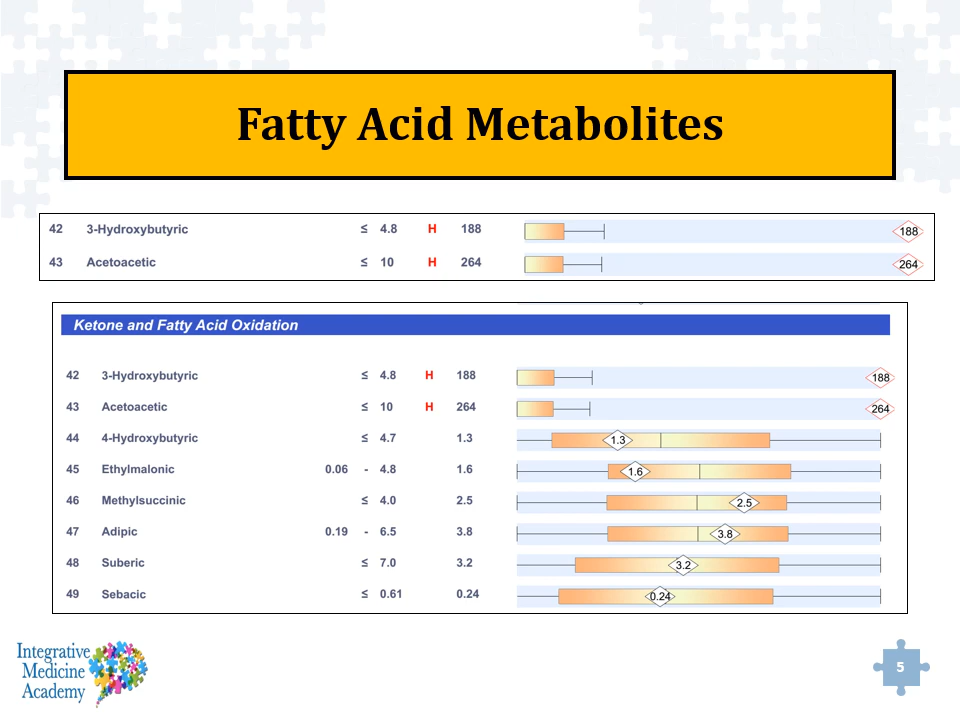 Fatty Acid Metabolites
42 3-Hydroxybutyric ≤ 4.8 H 188 188
43 Acetoacetic ≤ 10 H 264 264
Ketone and Fatty Acid Oxidation
42 3-Hydroxybutyric ≤ 4.8 H 188 188
43 Acetoacetic ≤ 10 H 264 264
44 4-Hydroxybutyric ≤ 4.7 1.3 1.3
45 Ethylmalonic 0.06 - 4.8 1.6 1.6
46 Methylsuccinic ≤ 4.0 2.5 2.5
47 Adipic 0.19 - 6.5 3.8 3.8
48 Suberic ≤ 7.0 3.2 3.2
49 Sebacic ≤ 0.61 0.24 0.24
Integrative
Medicine
Academy
5